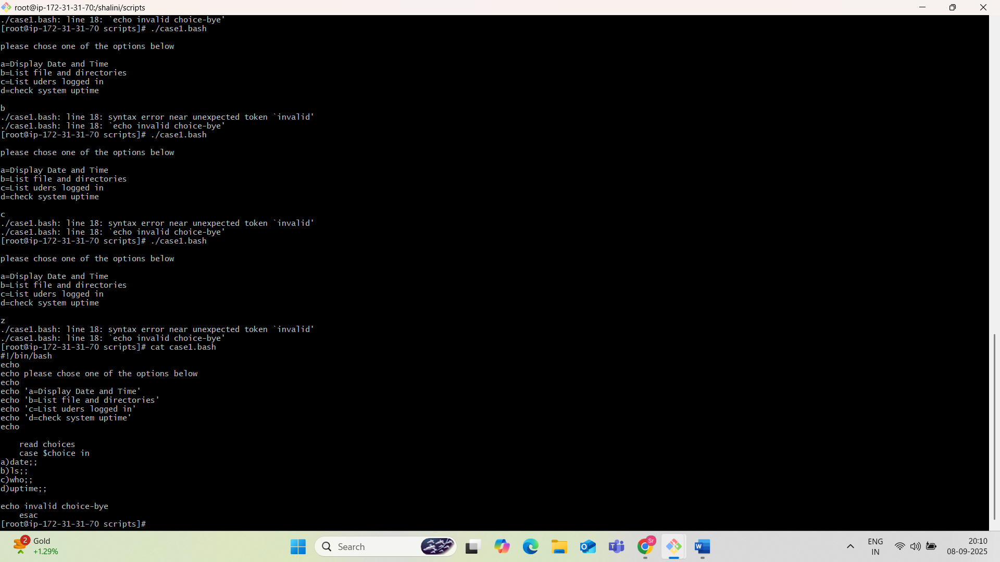 root@ip-172-31-31-70:/shalini/scripts
./case1.bash: line 18: `echo invalid choice-bye'
[root@ip-172-31-31-70 scripts]# ./case1.bash
please chose one of the options below
a=Display Date and Time
b=List file and directories
c=List uders logged in
d=check system uptime
b
./case1.bash: line 18: syntax error near unexpected token `invalid'
./case1.bash: line 18: `echo invalid choice-bye'
[root@ip-172-31-31-70 scripts]# ./case1.bash
please chose one of the options below
a=Display Date and Time
b=List file and directories
c=List uders logged in
d=check system uptime
c
./case1.bash: line 18: syntax error near unexpected token `invalid'
./case1.bash: line 18: `echo invalid choice-bye'
[root@ip-172-31-31-70 scripts]# ./case1.bash
please chose one of the options below
a=Display Date and Time
b=List file and directories
c=List uders logged in
d=check system uptime
z
./case1.bash: line 18: syntax error near unexpected token `invalid'
./case1.bash: line 18: `echo invalid choice-bye'
[root@ip-172-31-31-70 scripts]# cat case1.bash
#!/bin/bash
echo
echo please chose one of the options below
echo
echo 'a=Display Date and Time'
echo 'b=List file and directories'
echo 'c=List uders logged in'
echo 'd=check system uptime'
echo
read choices
case $choice in
a)date;;
b)ls;;
c)who;;
d)uptime;;
echo invalid choice-bye
esac
[root@ip-172-31-31-70 scripts]#
2
Gold
+1.29%
Search
Sr
ENG
IN
20:10
08-09-2025